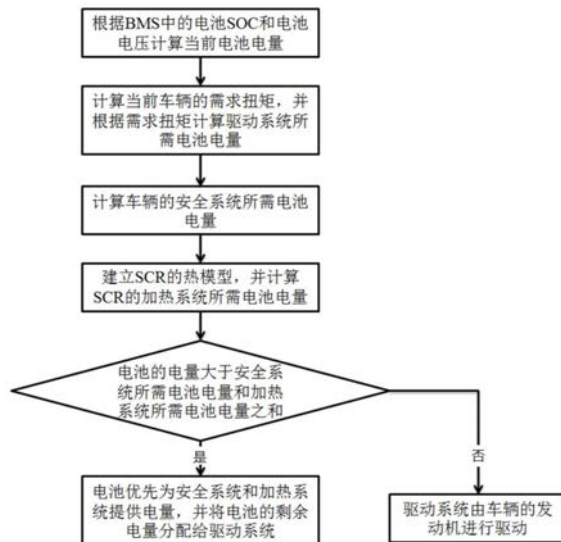 根据BMS中的电池SOC和电池
电压计算当前电池电量
计算当前车辆的需求扭矩，并
根据需求扭矩计算驱动系统所
需电池电量
计算车辆的安全系统所需电池
电量
建立SCR的热模型，并计算
SCR的加热系统所需电池电量
电池的电量大于安全系
统所需电池电量和加热
系统所需电池电量之和
是
否
电池优先为安全系统和加热系
统提供电量，并将电池的剩余
电量分配给驱动系统
驱动系统由车辆的发
动机进行驱动